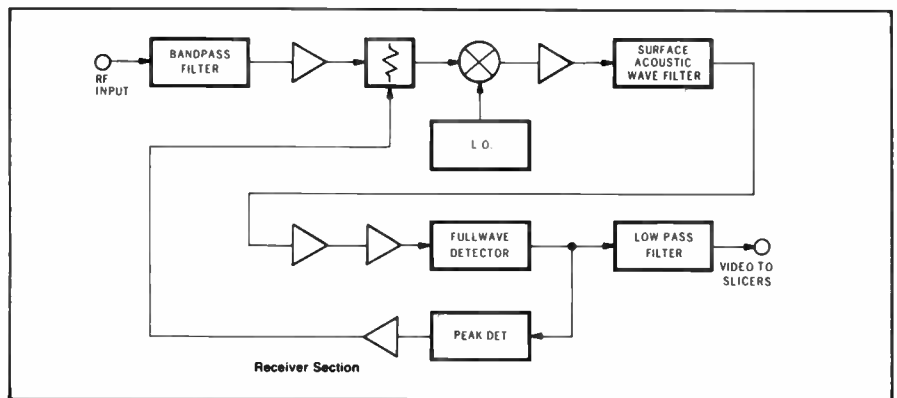 BANDPASS
FILTER
RF
INPUT
SURFACE
ACOUSTIC
WAVE FILTER
L O.
FULLWAVE
DETECTOR
LOW PASS
FILTER
VIDEO TO
SLICERS
PEAK DET
Receiver Section